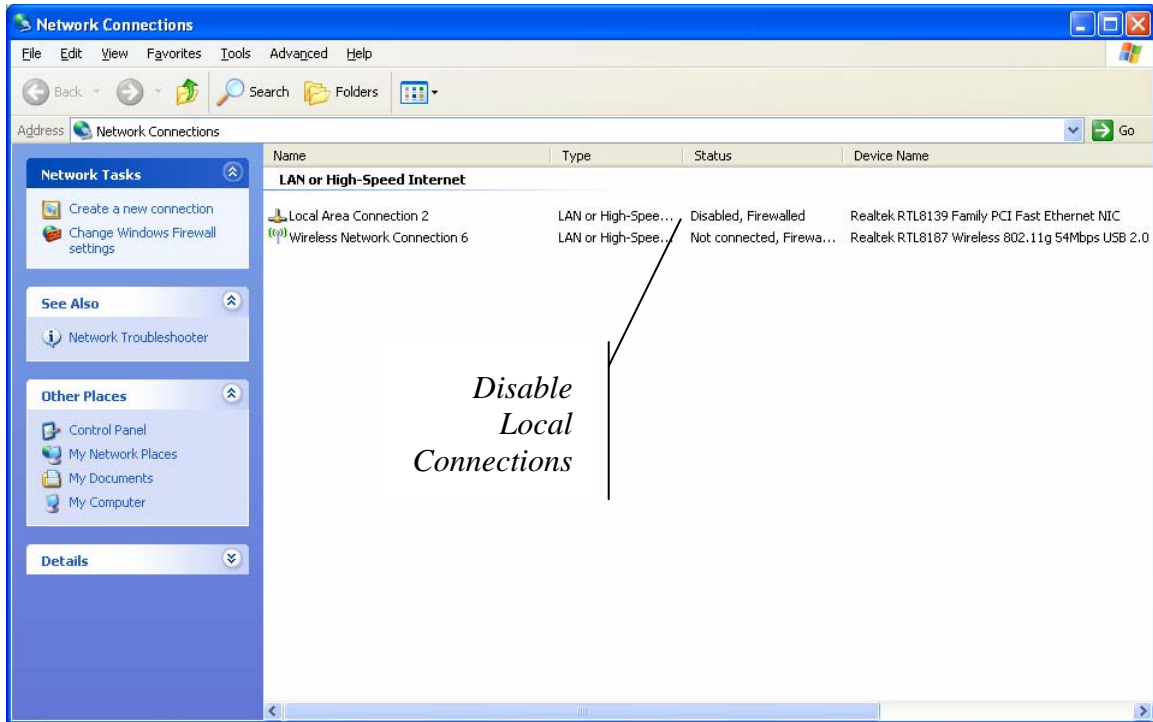 Network Connections
File Edit View Favorites Tools Advanced Help
Back Search Folders
Address Network Connections Go
Name Type Status Device Name
Network Tasks
Create a new connection
Change Windows Firewall
settings
See Also
Network Troubleshooter
Other Places
Control Panel
My Network Places
My Documents
My Computer
Details
LAN or High-Speed Internet
Local Area Connection 2 LAN or High-Spee... Disabled, Firewalled Realtek RTL8139 Family PCI Fast Ethernet NIC
Wireless Network Connection 6 LAN or High-Spee... Not connected, Firewa... Realtek RTL8187 Wireless 802.11g 54Mbps USB 2.0
Disable
Local
Connections